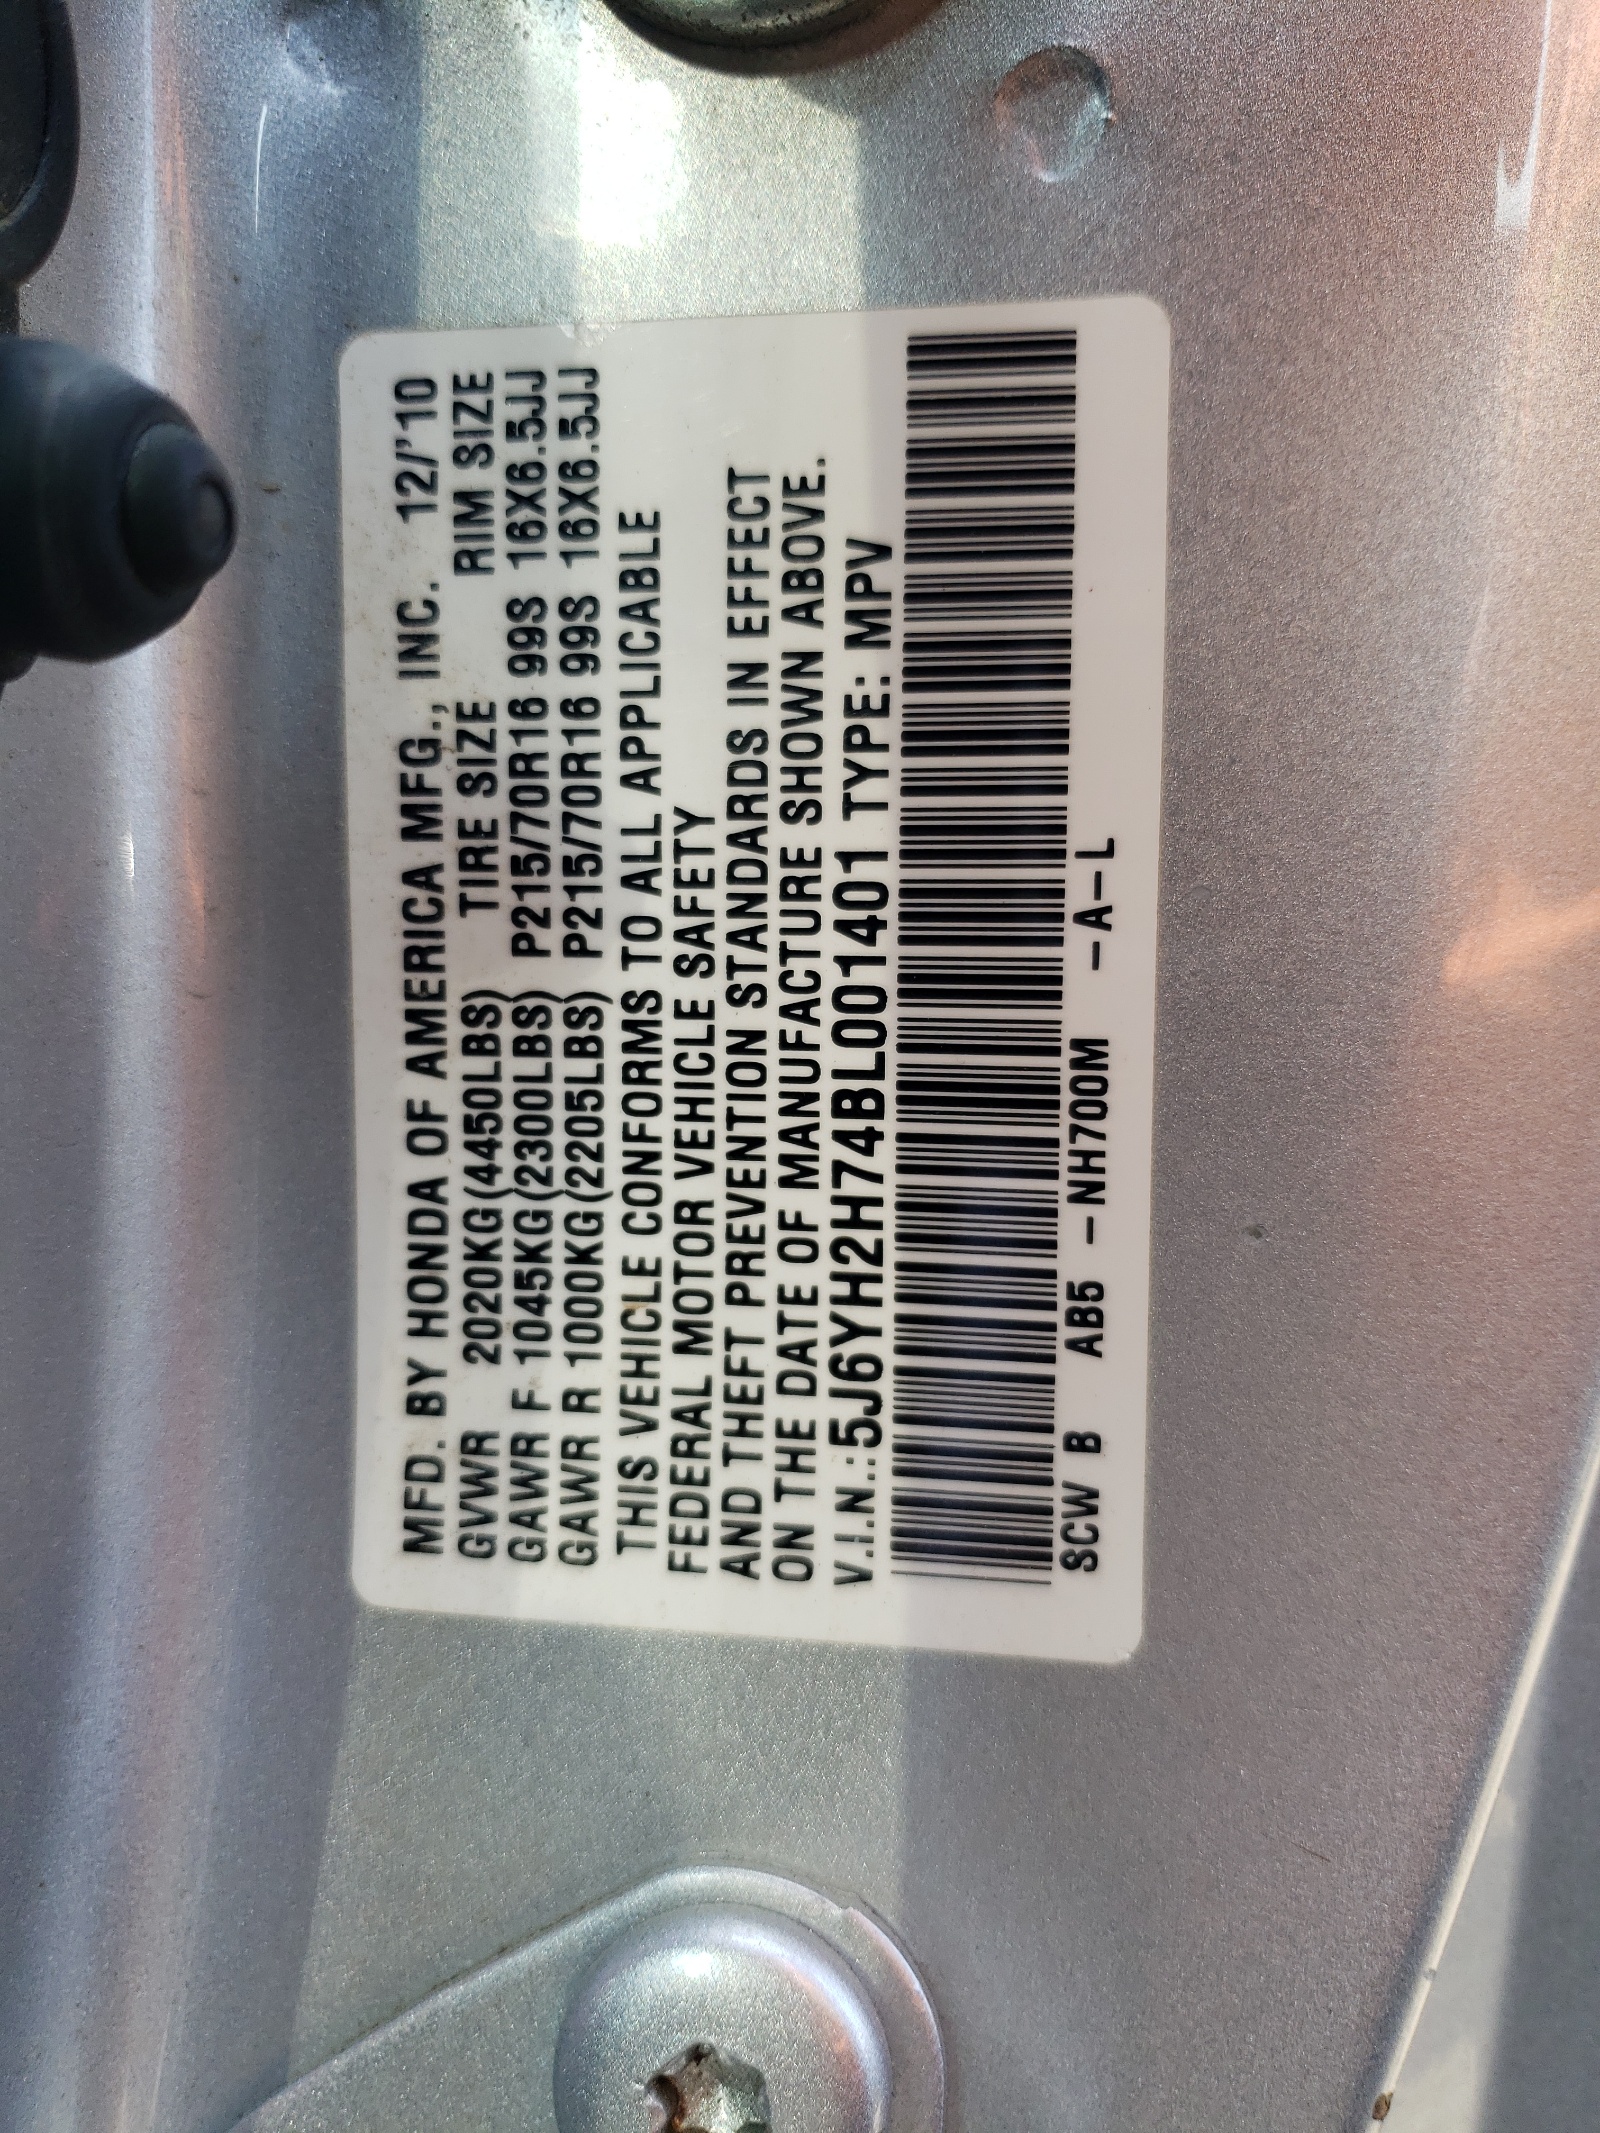 MFD. BY HONDA OF AMERICA MFG., INC. 12/'10
GVWR 2020KG(4450LBS) TIRE SIZE RIM SIZE
GAWR F 1045KG(2300LBS) P215/70R16 99S 16X6.5JJ
GAWR R 1000KG(2205LBS) P215/70R16 99S 16X6.5JJ
THIS VEHICLE CONFORMS TO ALL APPLICABLE
FEDERAL MOTOR VEHICLE SAFETY
AND THEFT PREVENTION STANDARDS IN EFFECT
ON THE DATE OF MANUFACTURE SHOWN ABOVE.
V.I.N.:5J6YH2H74BL001401 TYPE: MPV
SCW B AB5 -NH700M -A-L